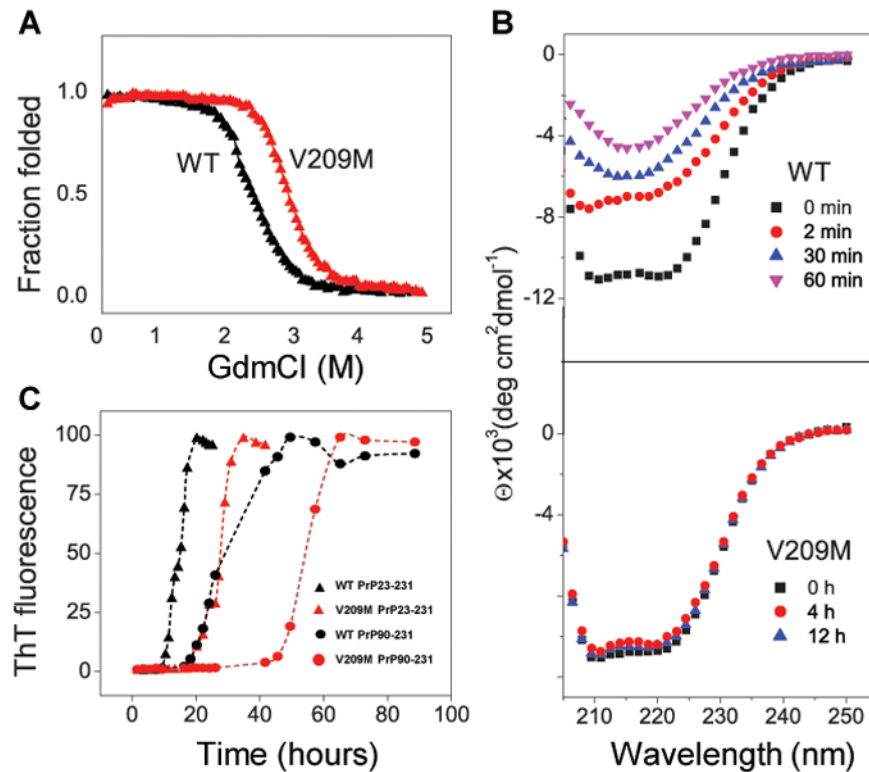 A
Fraction folded
1.0
0.5
0.0
WT
V209M
0 1 2 3 4 5
GdmCl (M)
B
Θx10³(deg cm²dmol⁻¹)
0
-4
-8
-12
WT
0 min
2 min
30 min
60 min
0
-4
V209M
0 h
4 h
12 h
210 220 230 240 250
Wavelength (nm)
C
ThT fluorescence
100
75
50
25
0
WT PrP23-231
V209M PrP23-231
WT PrP90-231
V209M PrP90-231
0 20 40 60 80 100
Time (hours)